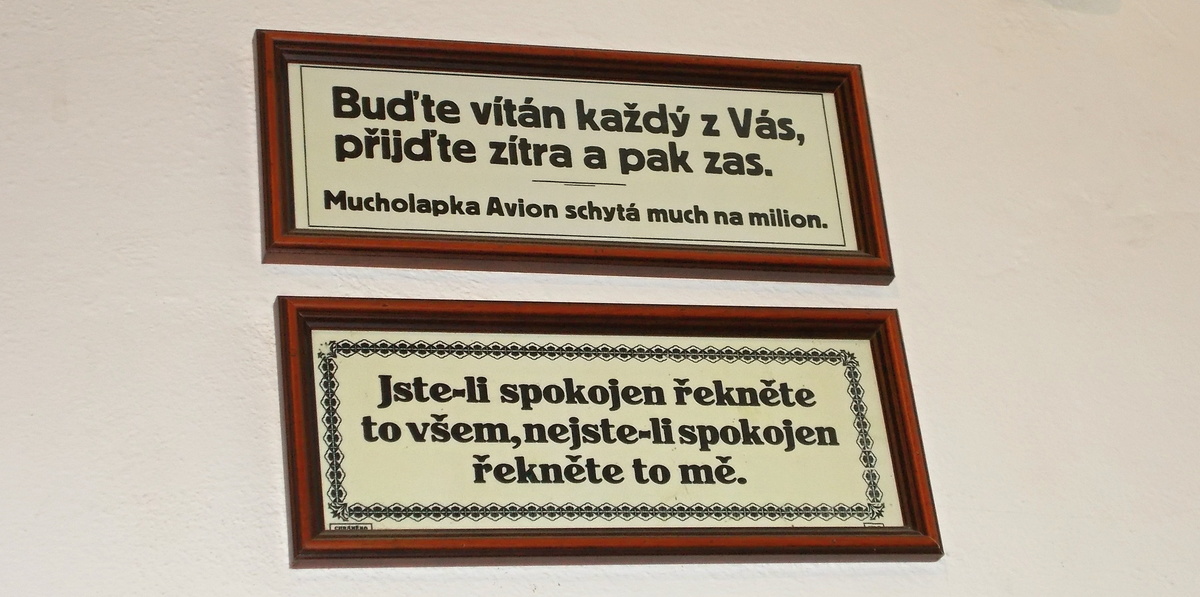 Buďte vítán každý z Vás,
přijďte zítra a pak zas.
Mucholapka Avion schytá much na milion.
Jste-li spokojen řekněte
to všem, nejste-li spokojen
řekněte to mě.